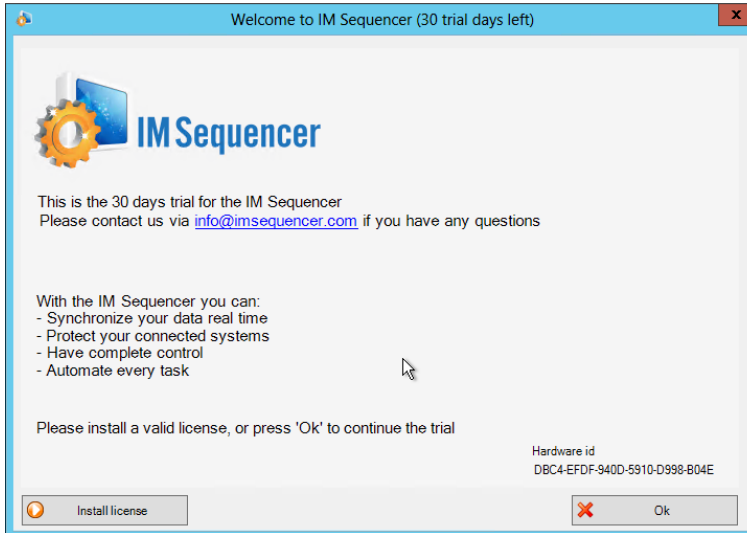 Welcome to IM Sequencer (30 trial days left)
x
IM Sequencer
This is the 30 days trial for the IM Sequencer
Please contact us via info@imsequencer.com if you have any questions
With the IM Sequencer you can:
- Synchronize your data real time
- Protect your connected systems
- Have complete control
- Automate every task
Please install a valid license, or press 'Ok' to continue the trial
Hardware id
DBC4-EFDF-940D-5910-D998-B04E
Install license
Ok